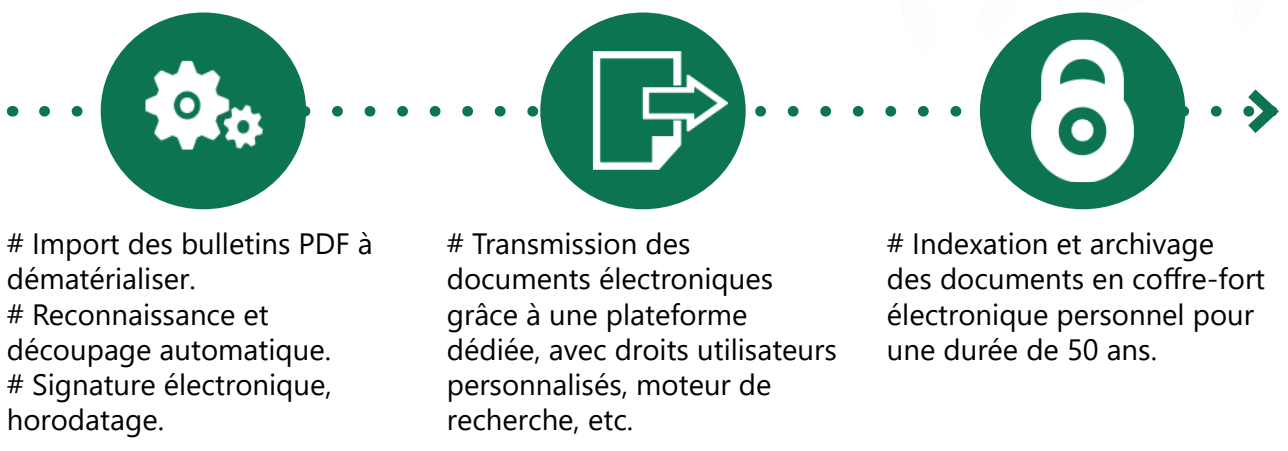 # Import des bulletins PDF à
dématérialiser.
# Reconnaissance et
découpage automatique.
# Signature électronique,
horodatage.
# Transmission des
documents électroniques
grâce à une plateforme
dédiée, avec droits utilisateurs
personnalisés, moteur de
recherche, etc.
# Indexation et archivage
des documents en coffre-fort
électronique personnel pour
une durée de 50 ans.